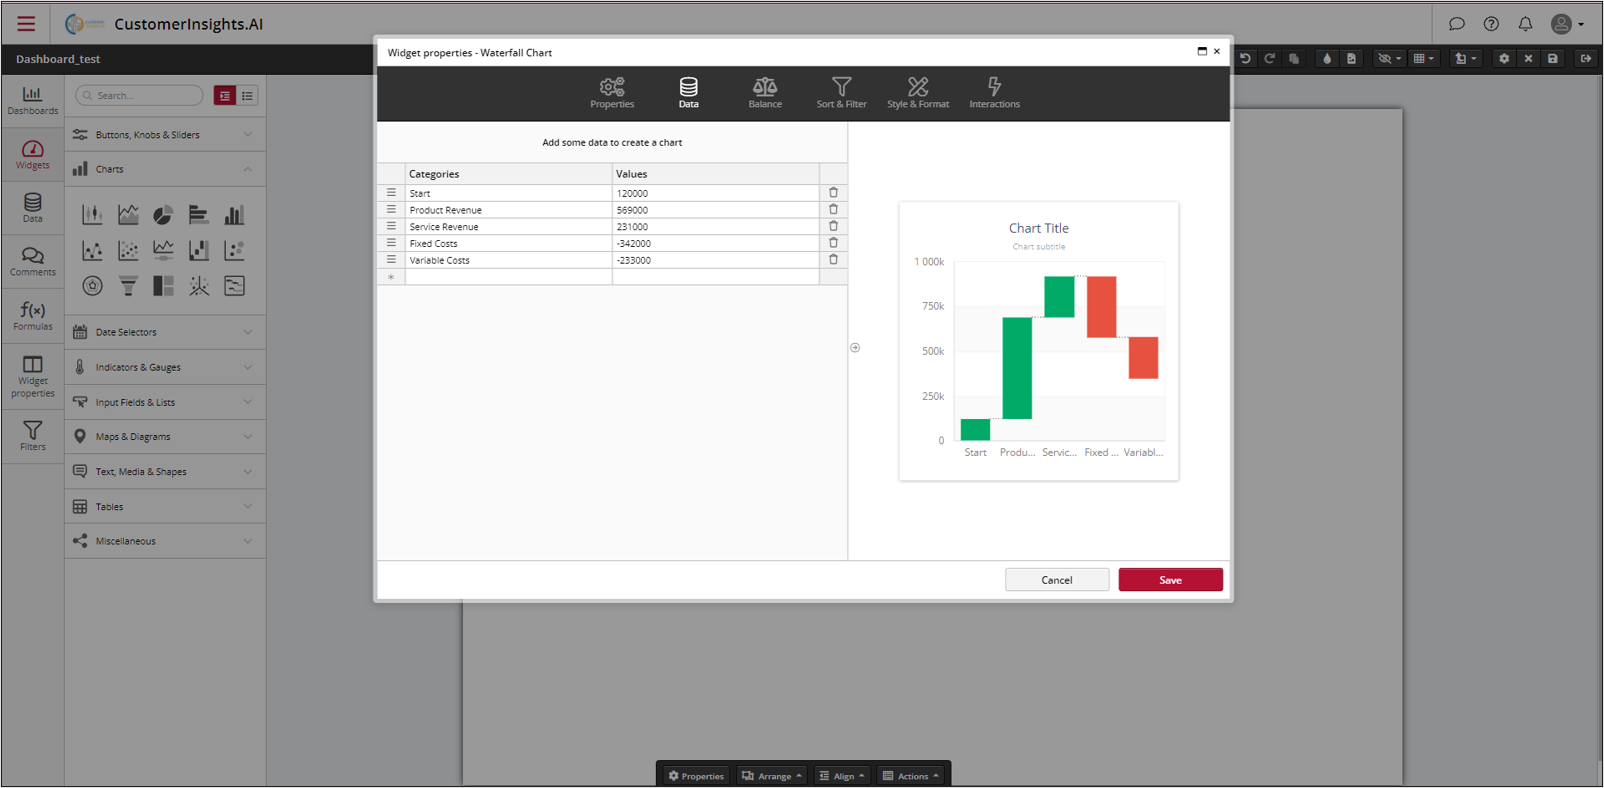 CustomerInsights.AI
Dashboard_test
Widget properties - Waterfall Chart
Properties
Data
Balance
Sort & Filter
Style & Format
Interactions
Dashboards
Widgets
Data
Comments
f(x)
Formulas
Widget
properties
Filters
Search...
Buttons, Knobs & Sliders
Charts
Date Selectors
Indicators & Gauges
Input Fields & Lists
Maps & Diagrams
Text, Media & Shapes
Tables
Miscellaneous
Add some data to create a chart
Categories Values
Start 120000
Product Revenue 569000
Service Revenue 231000
Fixed Costs -342000
Variable Costs -233000
Chart Title
Chart subtitle
1 000k
750k
500k
250k
0
Start Produ... Servic... Fixed ... Variabl...
Cancel Save
Properties Arrange Align Actions